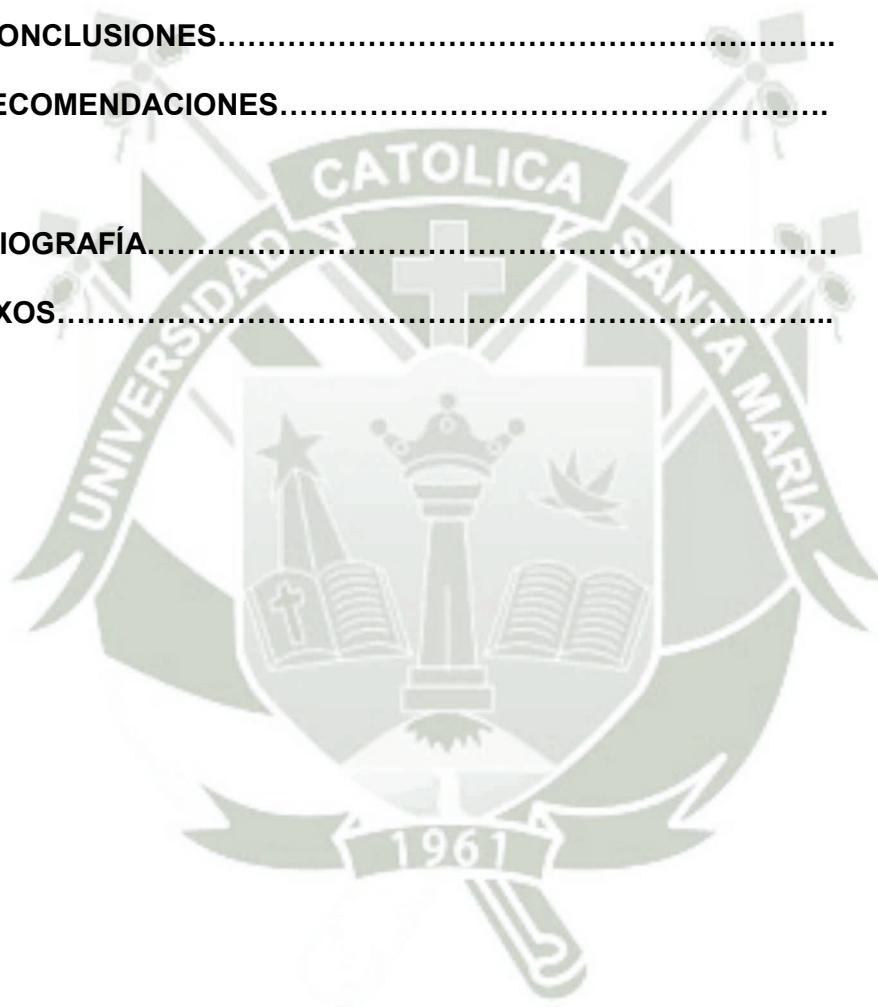 ONCLUSIONES……………………………………………………..
ECOMENDACIONES……………………………………………….
IOGRAFÍA……………………………………………………………
XOS…………………………………………………………………...
UNIVERSIDAD CATOLICA SANTA MARIA
1961